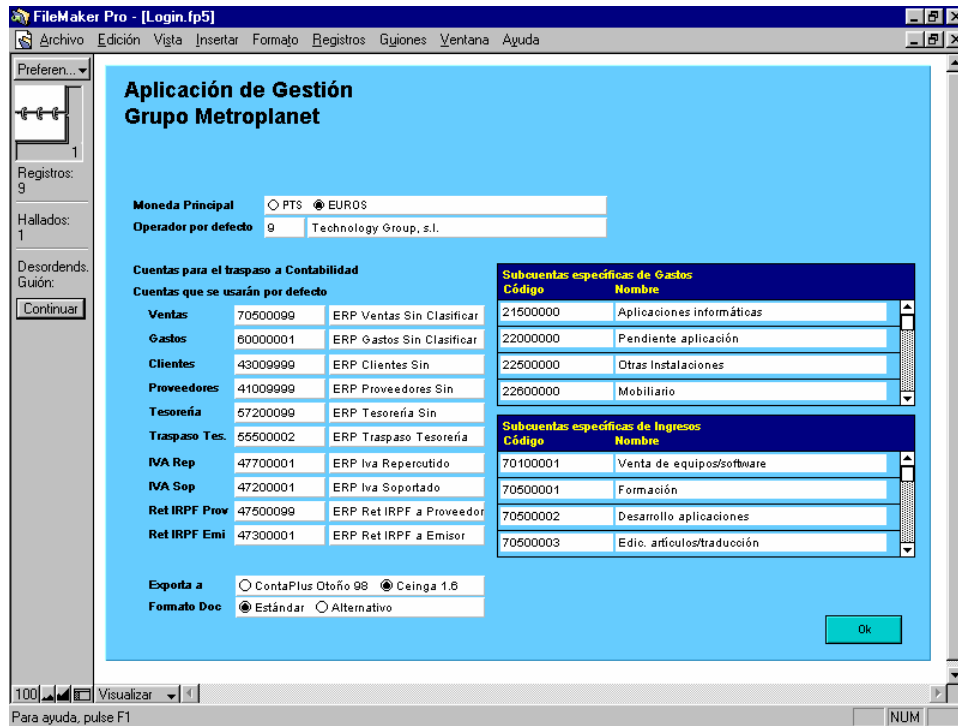 FileMaker Pro - [Login.fp5]
Archivo Edición Vista Insertar Formato Registros Guiones Ventana Ayuda
Preferen...
1
Registros:
9
Hallados:
1
Desordends.
Guión:
Continuar
Aplicación de Gestión
Grupo Metroplanet
Moneda Principal PTS EUROS
Operador por defecto 9 Technology Group, s.l.
Cuentas para el traspaso a Contabilidad
Cuentas que se usarán por defecto
Ventas 70500099 ERP Ventas Sin Clasificar
Gastos 60000001 ERP Gastos Sin Clasificar
Clientes 43009999 ERP Clientes Sin
Proveedores 41009999 ERP Proveedores Sin
Tesorería 57200099 ERP Tesorería Sin
Traspaso Tes. 55500002 ERP Traspaso Tesorería
IVA Rep 47700001 ERP Iva Repercutido
IVA Sop 47200001 ERP Iva Soportado
Ret IRPF Prov 47500099 ERP Ret IRPF a Proveedor
Ret IRPF Emi 47300001 ERP Ret IRPF a Emisor
Subcuentas específicas de Gastos
Código Nombre
21500000 Aplicaciones informáticas
22000000 Pendiente aplicación
22500000 Otras Instalaciones
22600000 Mobiliario
Subcuentas específicas de Ingresos
Código Nombre
70100001 Venta de equipos/software
70500001 Formación
70500002 Desarrollo aplicaciones
70500003 Edic. artículos/traducción
Exporta a ContaPlus Otoño 98 Ceinga 1.6
Formato Doc Estándar Alternativo
Ok
100 Visualizar
Para ayuda, pulse F1 NUM